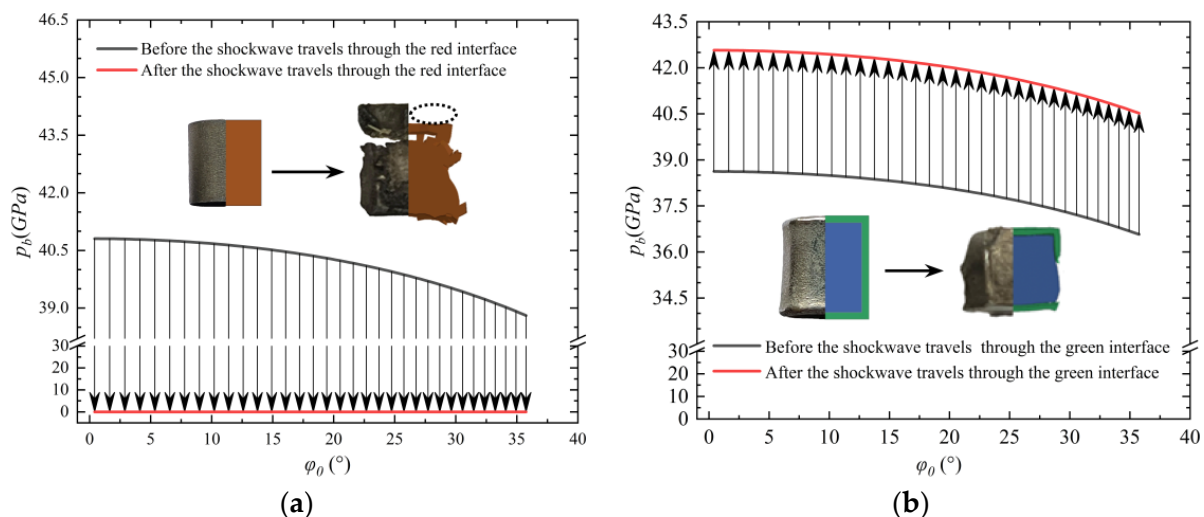 46.5
45.0
43.5
42.0
40.5
39.0
30
20
10
0
p_b(GPa)
Before the shockwave travels through the red interface
After the shockwave travels through the red interface
0 5 10 15 20 25 30 35 40
φ_0 (°)
(a)
43.5
42.0
40.5
39.0
37.5
36.0
34.5
30
20
10
0
p_b(GPa)
Before the shockwave travels through the green interface
After the shockwave travels through the green interface
0 5 10 15 20 25 30 35 40
φ_0 (°)
(b)